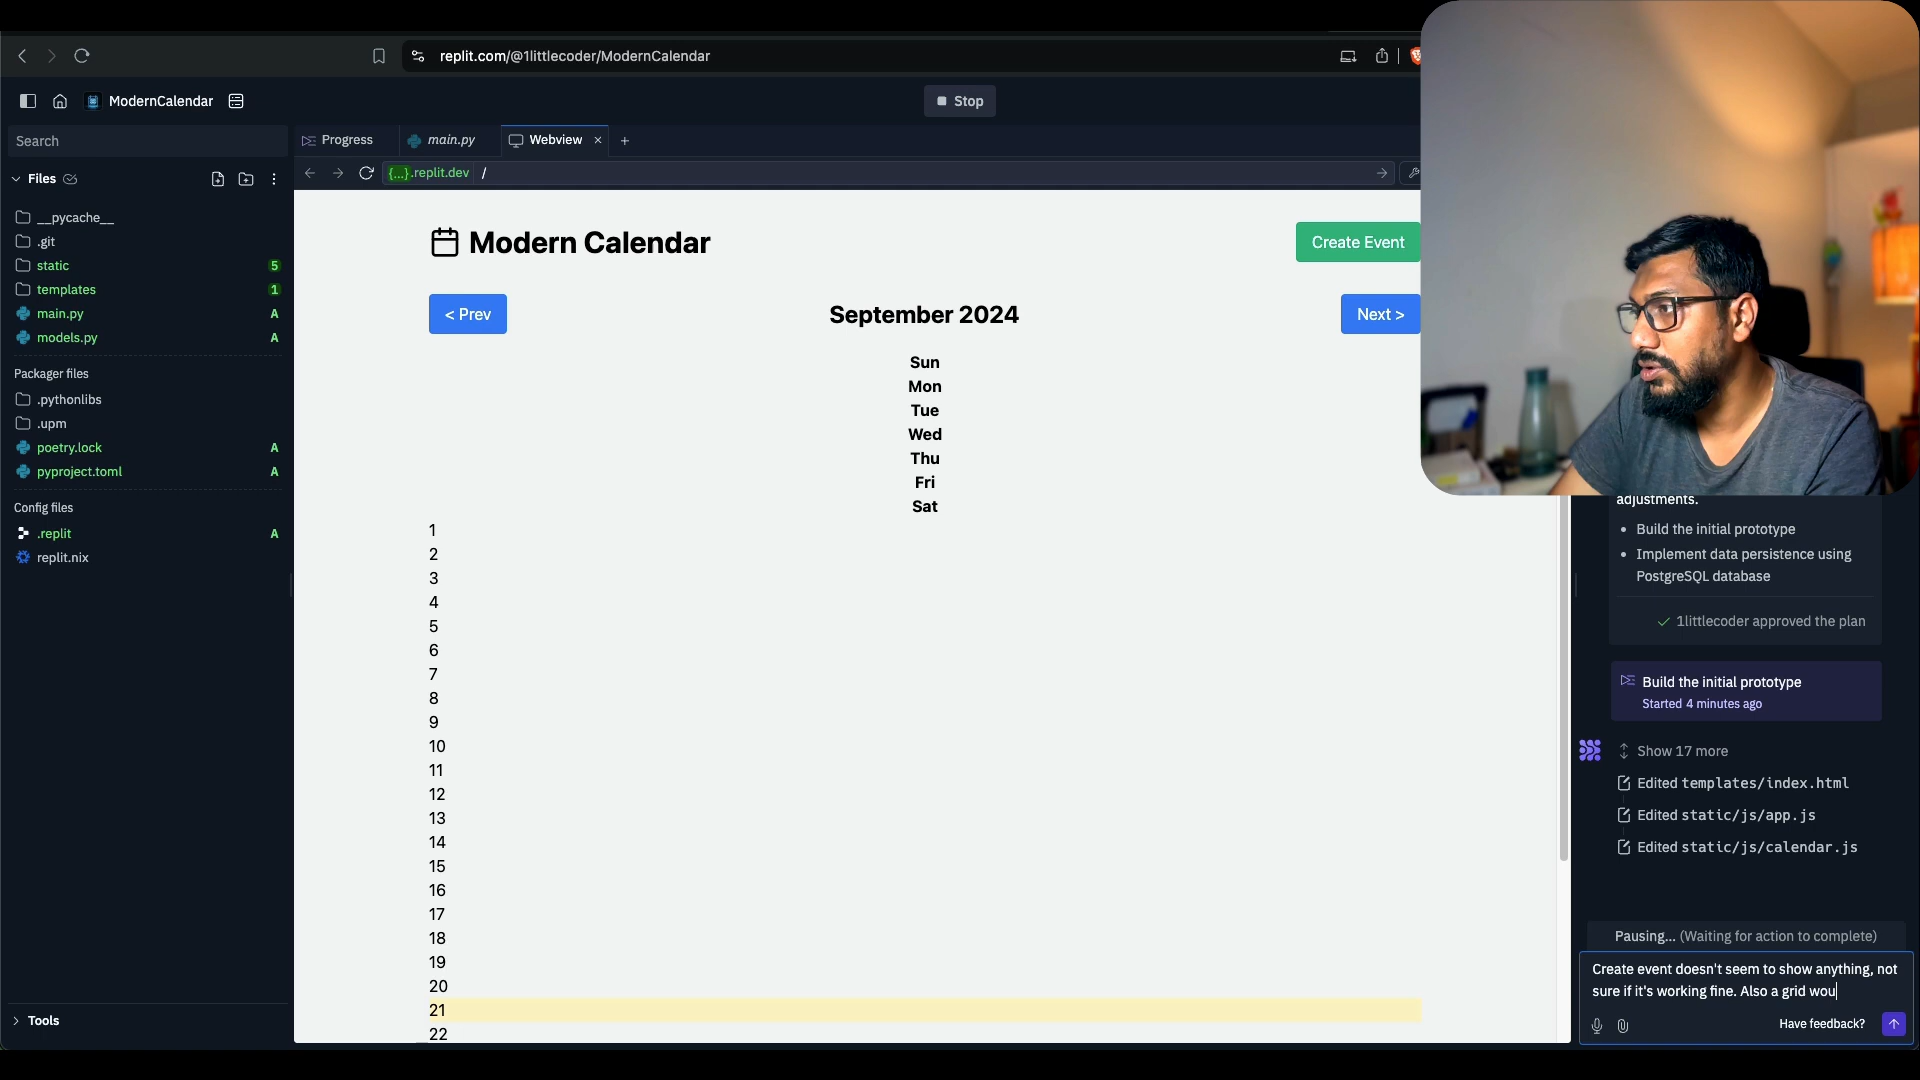 replit.com/@1littlecoder/ModernCalendar
ModernCalendar
Stop
Search
Progress
main.py
Webview
{...}.replit.dev /
Files
__pycache__
.git
static 5
templates 1
main.py A
models.py A
Packager files
.pythonlibs
.upm
poetry.lock A
pyproject.toml A
Config files
.replit A
replit.nix
Tools
Modern Calendar
Create Event
< Prev
September 2024
Next >
Sun
Mon
Tue
Wed
Thu
Fri
Sat
1
2
3
4
5
6
7
8
9
10
11
12
13
14
15
16
17
18
19
20
21
22
adjustments.
Build the initial prototype
Implement data persistence using
PostgreSQL database
1littlecoder approved the plan
Build the initial prototype
Started 4 minutes ago
Show 17 more
Edited templates/index.html
Edited static/js/app.js
Edited static/js/calendar.js
Pausing... (Waiting for action to complete)
Create event doesn't seem to show anything, not
sure if it's working fine. Also a grid wou
Have feedback?